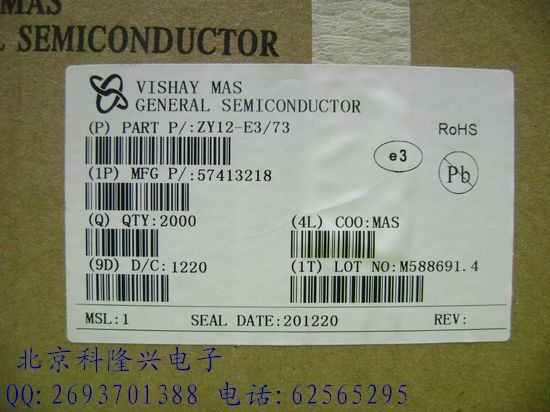 MAS
L SEMICONDUCTOR
VISHAY MAS
GENERAL SEMICONDUCTOR
(P) PART P/:ZY12-E3/73
RoHS
(1P) MFG P/:57413218
e3
Pb
(Q) QTY:2000
(4L) COO:MAS
(9D) D/C:1220
(1T) LOT NO:M588691.4
MSL:1 SEAL DATE:201220 REV:
北京科隆兴电子
QQ:2693701388 电话:62565295